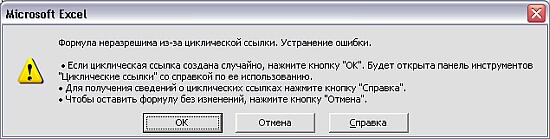 Microsoft Excel
Формула неразрешима из-за циклической ссылки. Устранение ошибки.
• Если циклическая ссылка создана случайно, нажмите кнопку "ОК". Будет открыта панель инструментов
"Циклические ссылки" со справкой по ее использованию.
• Для получения сведений о циклических ссылках нажмите кнопку "Справка".
• Чтобы оставить формулу без изменений, нажмите кнопку "Отмена".
ОК Отмена Справка